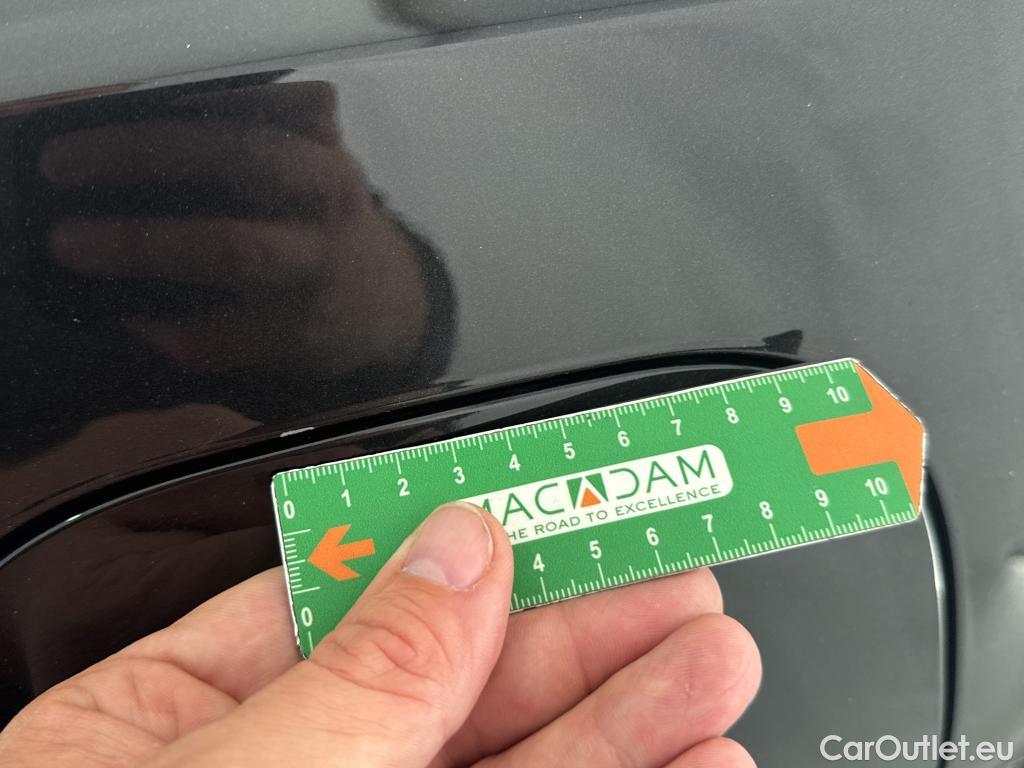 0 1 2 3 4 5 6 7 8 9 10
MACADAM
THE ROAD TO EXCELLENCE
0 4 5 6 7 8 9 10
CarOutlet.eu